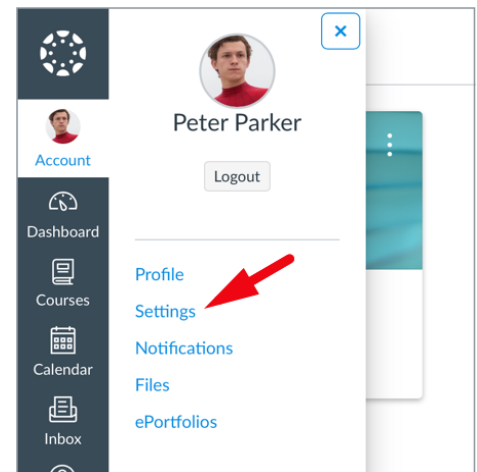 Account
Dashboard
Courses
Calendar
Inbox
×
Peter Parker
Logout
Profile
Settings
Notifications
Files
ePortfolios